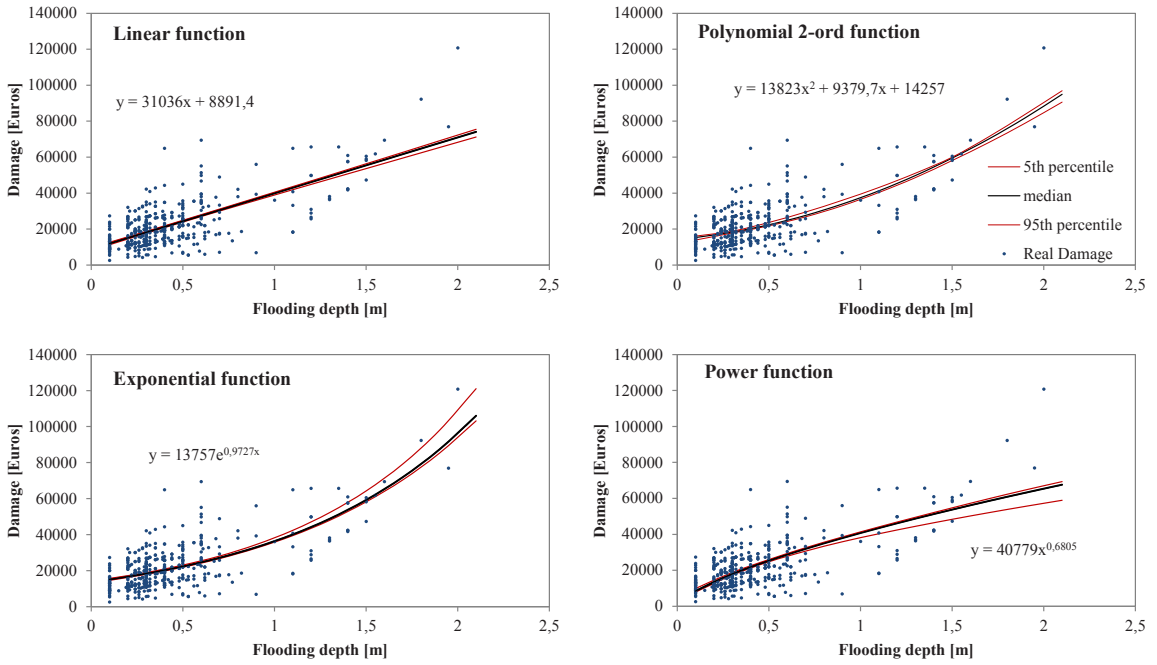 Linear function
y = 31036x + 8891,4
Damage [Euros]
140000
120000
100000
80000
60000
40000
20000
0
0 0,5 1 1,5 2 2,5
Flooding depth [m]
Polynomial 2-ord function
y = 13823x² + 9379,7x + 14257
Damage [Euros]
140000
120000
100000
80000
60000
40000
20000
0
5th percentile
median
95th percentile
Real Damage
0 0,5 1 1,5 2 2,5
Flooding depth [m]
Exponential function
y = 13757e^0,9727x
Damage [Euros]
140000
120000
100000
80000
60000
40000
20000
0
0 0,5 1 1,5 2 2,5
Flooding depth [m]
Power function
y = 40779x^0,6805
Damage [Euros]
140000
120000
100000
80000
60000
40000
20000
0
0 0,5 1 1,5 2 2,5
Flooding depth [m]